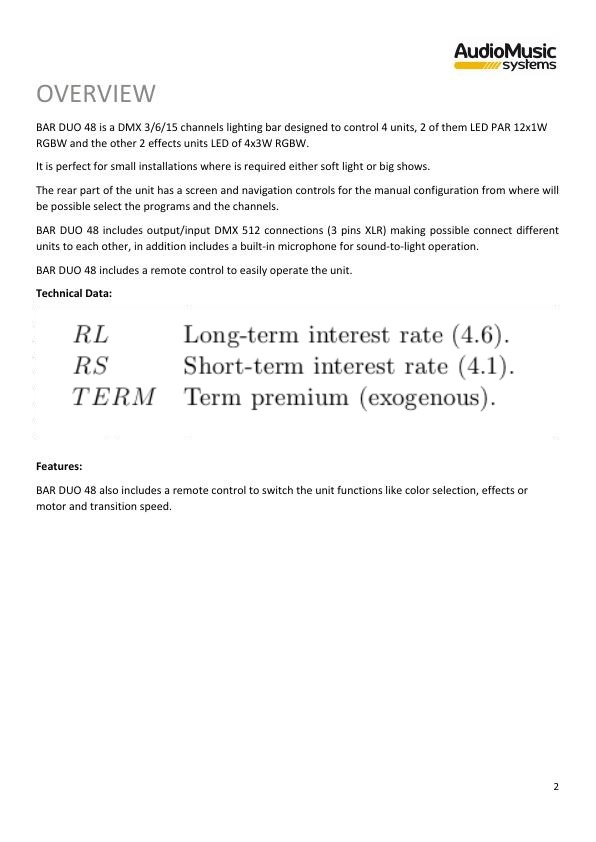 AudioMusic
systems
OVERVIEW
BAR DUO 48 is a DMX 3/6/15 channels lighting bar designed to control 4 units, 2 of them LED PAR 12x1W
RGBW and the other 2 effects units LED of 4x3W RGBW.
It is perfect for small installations where is required either soft light or big shows.
The rear part of the unit has a screen and navigation controls for the manual configuration from where will
be possible select the programs and the channels.
BAR DUO 48 includes output/input DMX 512 connections (3 pins XLR) making possible connect different
units to each other, in addition includes a built-in microphone for sound-to-light operation.
BAR DUO 48 includes a remote control to easily operate the unit.
Technical Data:
RL Long-term interest rate (4.6).
RS Short-term interest rate (4.1).
TERM Term premium (exogenous).
Features:
BAR DUO 48 also includes a remote control to switch the unit functions like color selection, effects or
motor and transition speed.
2